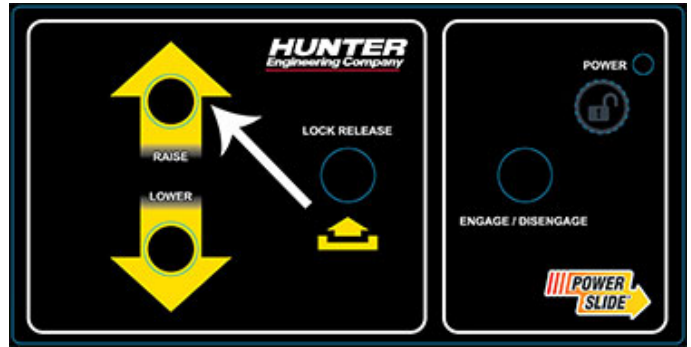 HUNTER
Engineering Company
LOCK RELEASE
RAISE
LOWER
POWER
ENGAGE / DISENGAGE
POWER
SLIDE